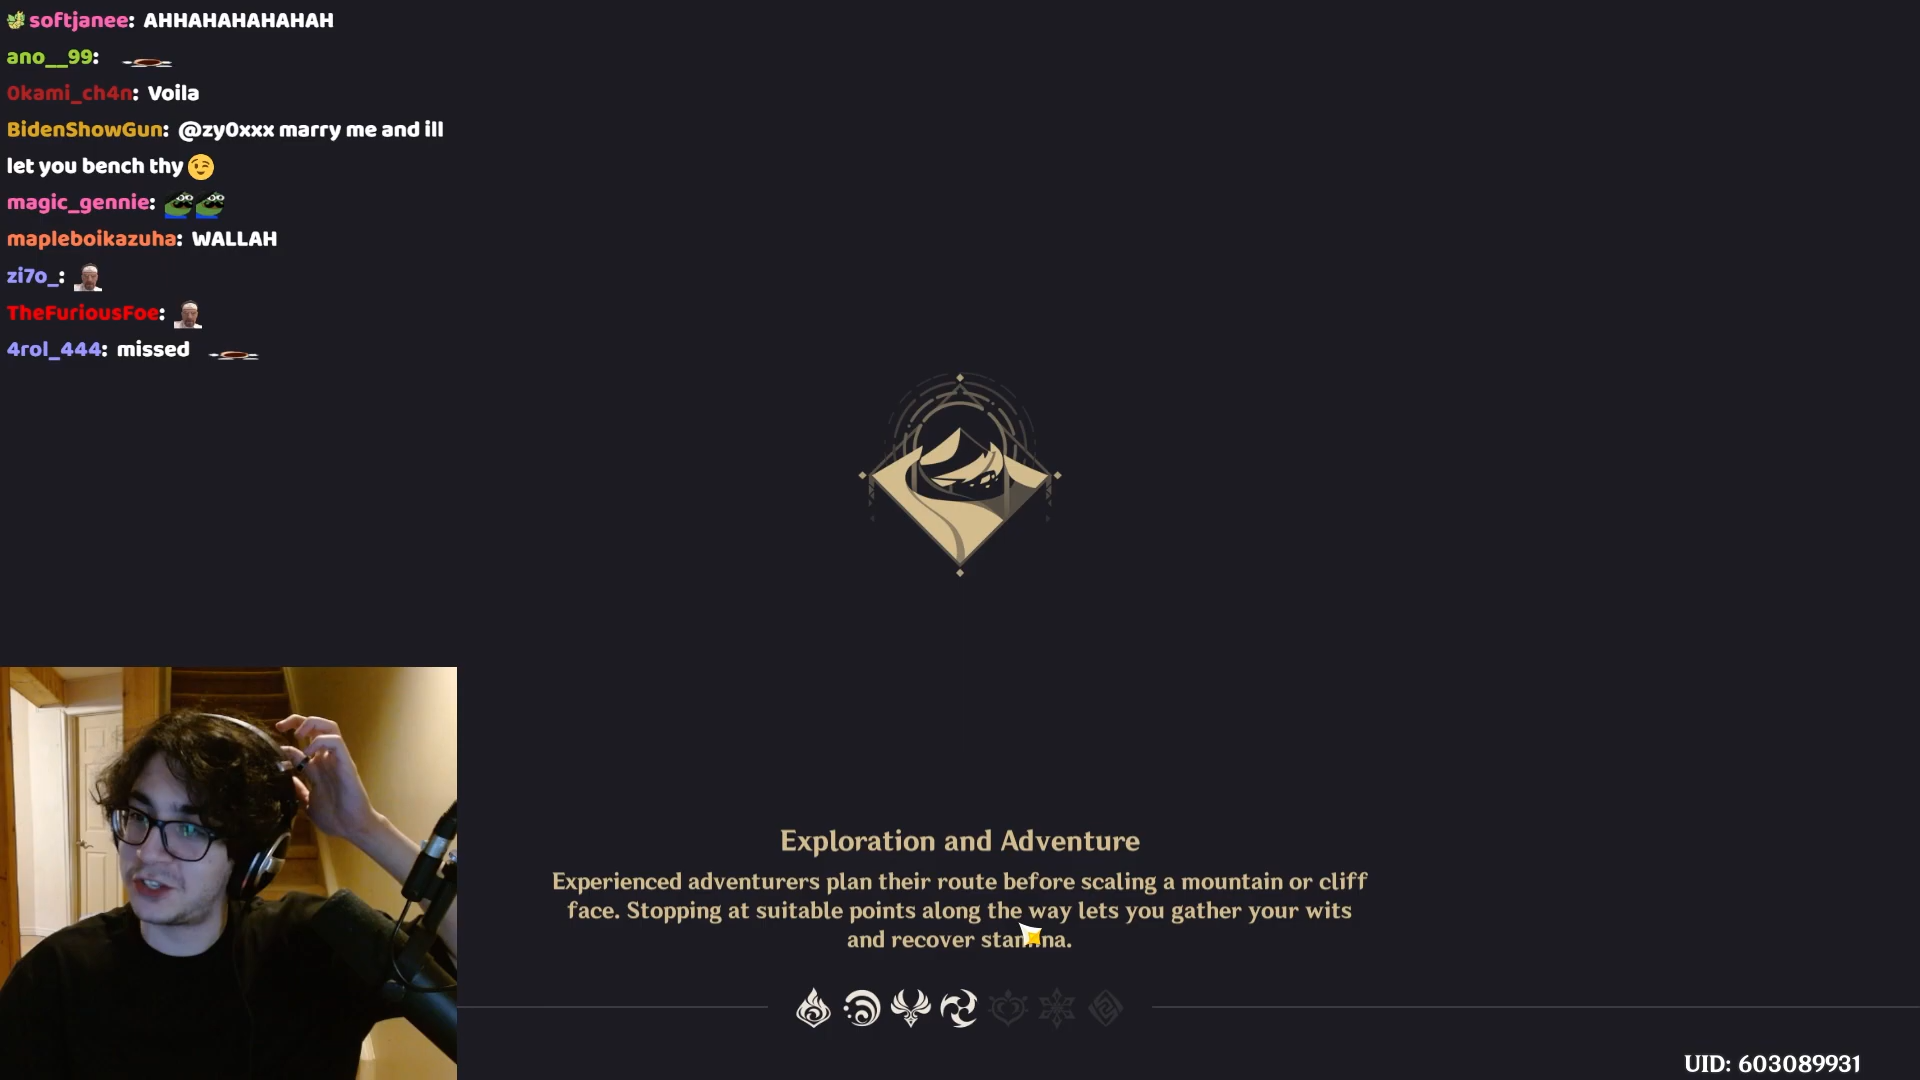 softjanee: AHHAHAHAHAHAH
ano__99:
0kami_ch4n: Voila
BidenShowGun: @zy0xxx marry me and ill
let you bench thy
magic_gennie:
mapleboikazuha: WALLAH
zi7o_:
TheFuriousFoe:
4rol_444: missed
Exploration and Adventure
Experienced adventurers plan their route before scaling a mountain or cliff
face. Stopping at suitable points along the way lets you gather your wits
and recover stamina.
UID: 603089931